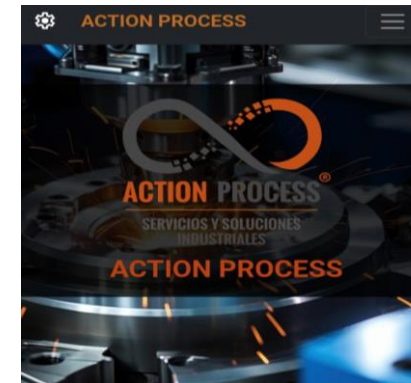 ACTION PROCESS
ACTION PROCESS®
SERVICIOS Y SOLUCIONES
INDUSTRIALES
ACTION PROCESS